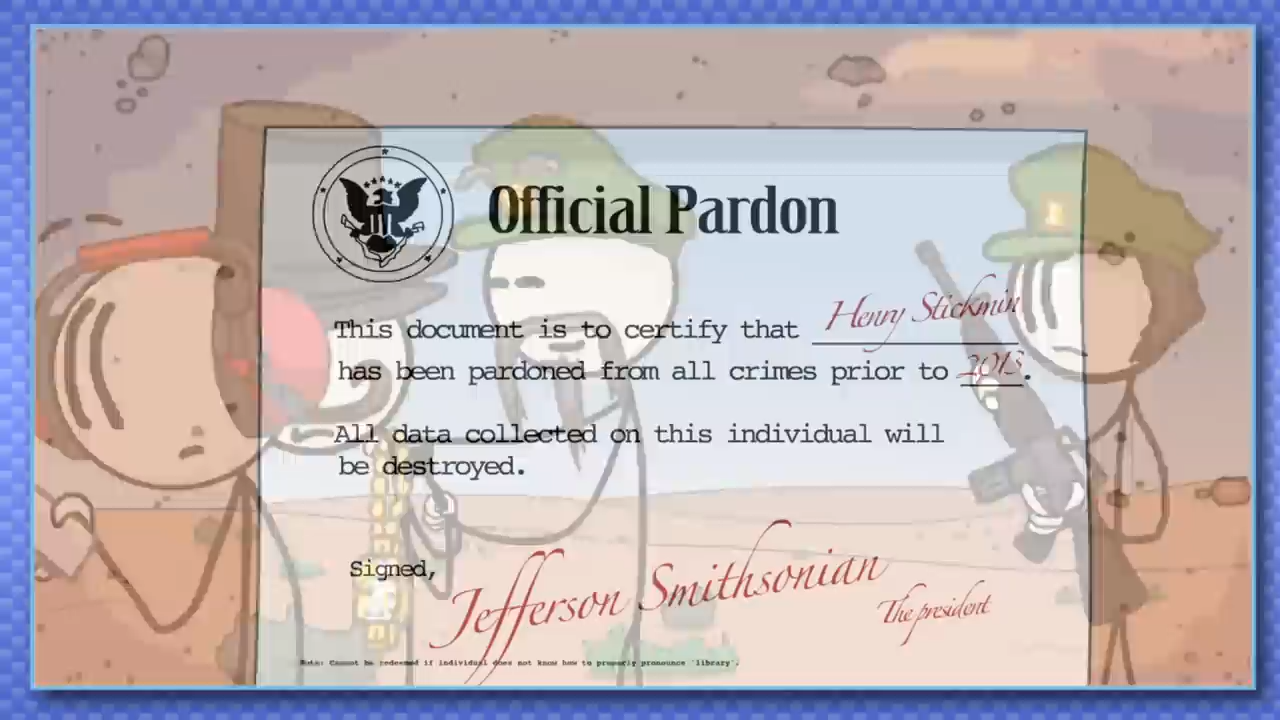 Official Pardon
This document is to certify that Henry Stickmin
has been pardoned from all crimes prior to 2013.
All data collected on this individual will
be destroyed.
Signed,
Jefferson Smithsonian
The president
Note: Cannot be redeemed if individual does not know how to properly pronounce 'library'.